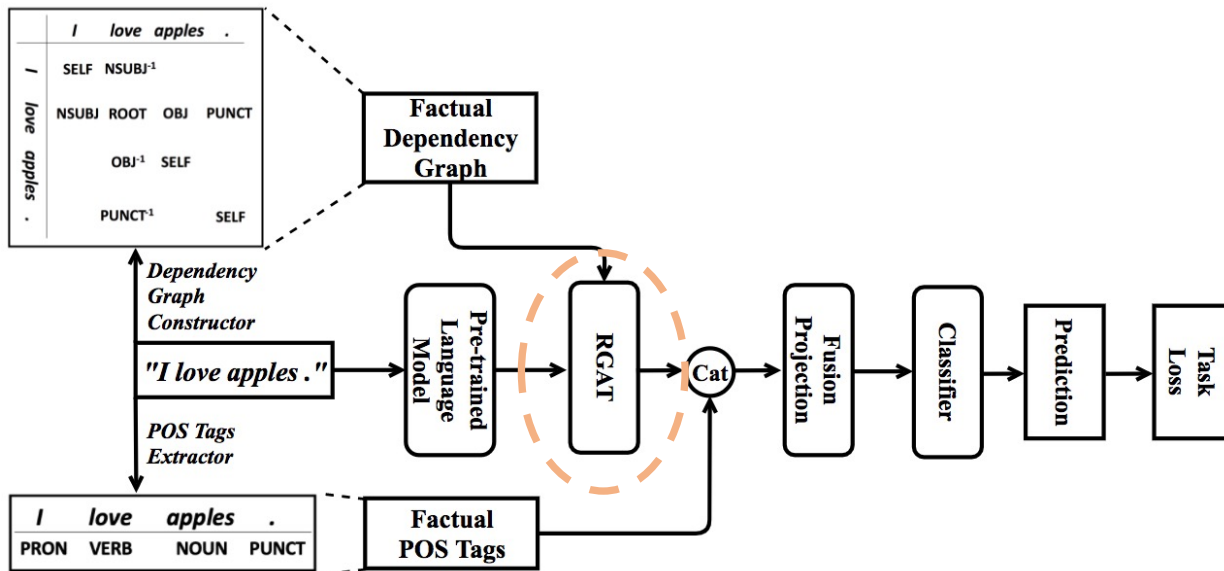 I love apples .
I SELF NSUBJ-1
love NSUBJ ROOT OBJ PUNCT
apples OBJ-1 SELF
. PUNCT-1 SELF
Factual
Dependency
Graph
Dependency
Graph
Constructor
"I love apples ."
Pre-trained
Language
Model
RGAT
Cat
Fusion
Projection
Classifier
Prediction
Task
Loss
POS Tags
Extractor
I love apples .
PRON VERB NOUN PUNCT
Factual
POS Tags